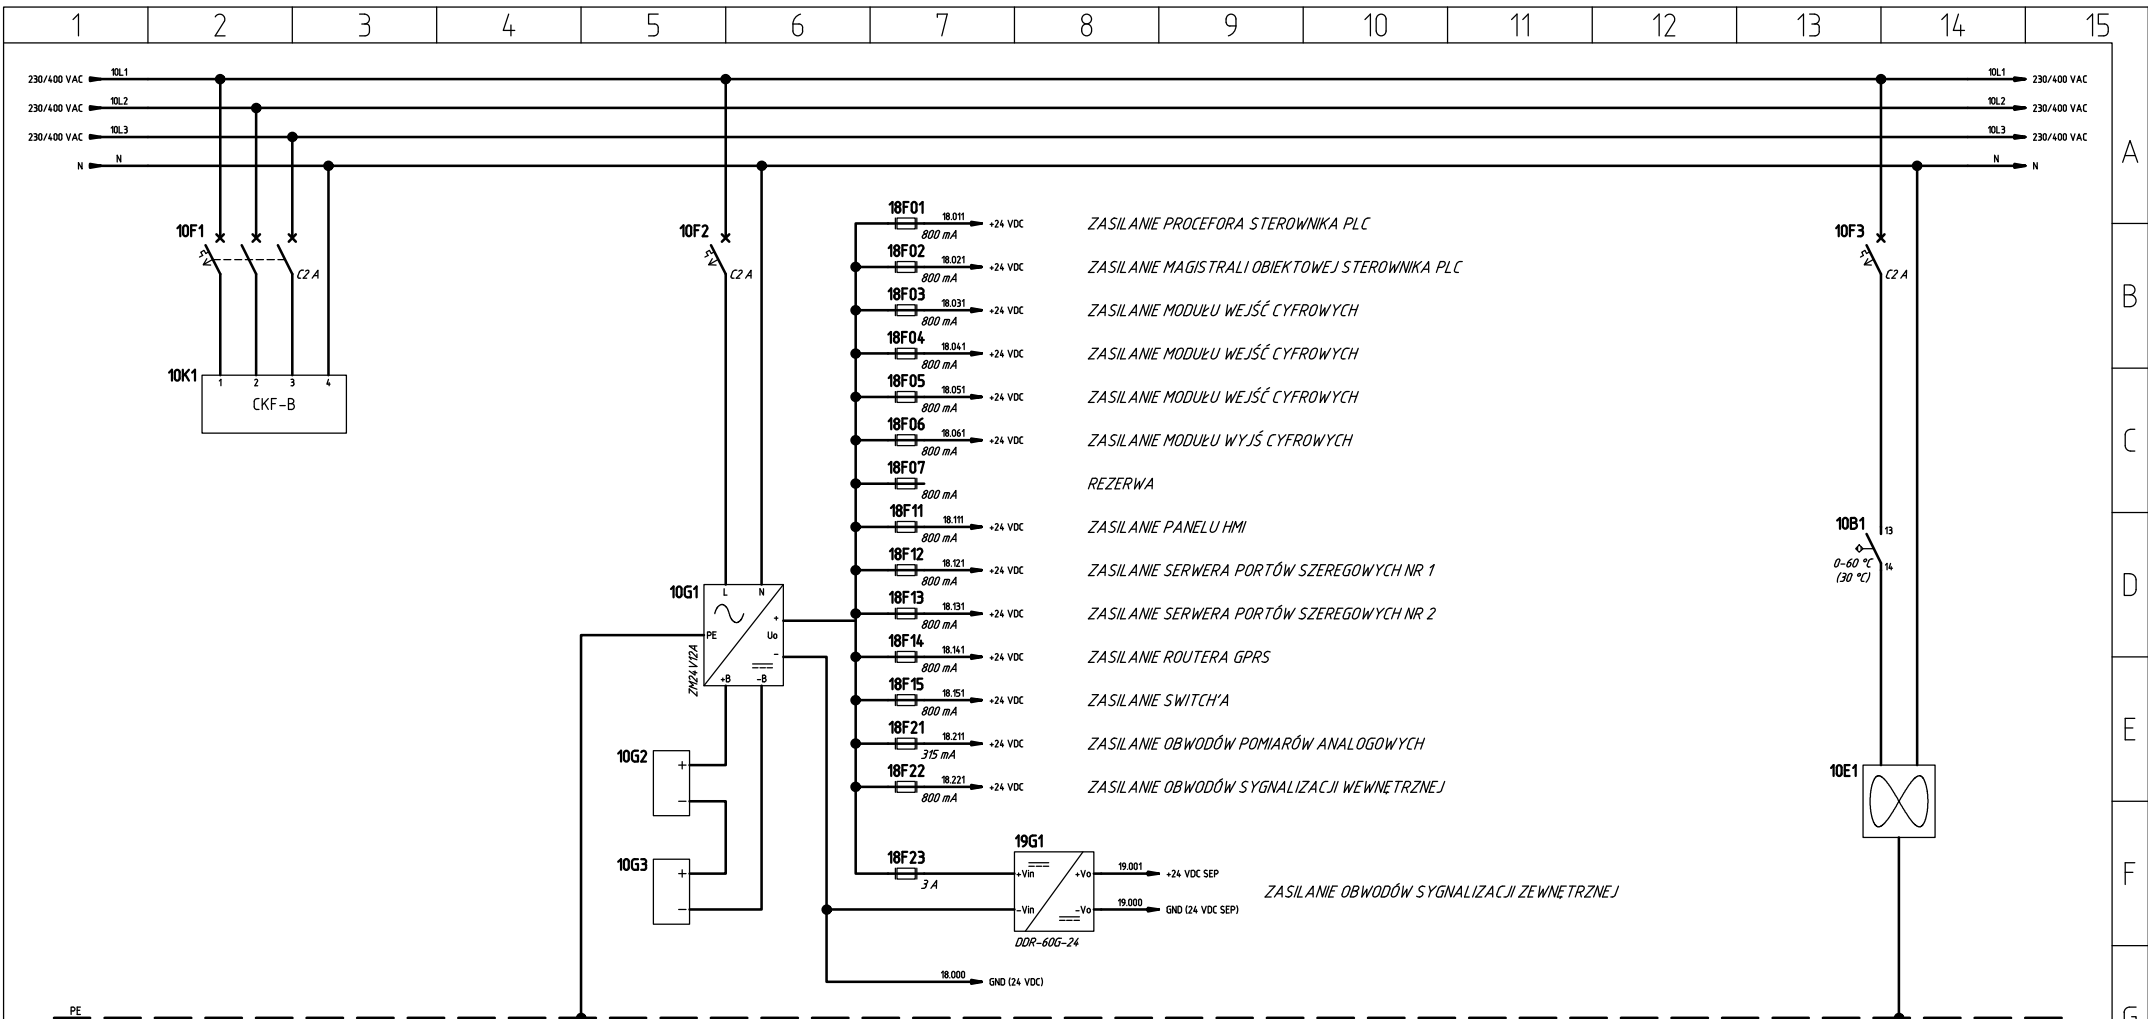 1 2 3 4 5 6 7 8 9 10 11 12 13 14 15
230/400 VAC 10L1 10L1 230/400 VAC
230/400 VAC 10L2 10L2 230/400 VAC
230/400 VAC 10L3 10L3 230/400 VAC
N N N N
A
10F1
C2 A
10F2
C2 A
10F3
C2 A
18F01 18.011 +24 VDC ZASILANIE PROCEFORA STEROWNIKA PLC
800 mA
18F02 18.021 +24 VDC ZASILANIE MAGISTRALI OBIEKTOWEJ STEROWNIKA PLC
800 mA
B
18F03 18.031 +24 VDC ZASILANIE MODUŁU WEJŚĆ CYFROWYCH
800 mA
18F04 18.041 +24 VDC ZASILANIE MODUŁU WEJŚĆ CYFROWYCH
800 mA
10K1
1 2 3 4
CKF-B
18F05 18.051 +24 VDC ZASILANIE MODUŁU WEJŚĆ CYFROWYCH
800 mA
18F06 18.061 +24 VDC ZASILANIE MODUŁU WYJŚ CYFROWYCH
800 mA
C
18F07 REZERWA
800 mA
18F11 18.111 +24 VDC ZASILANIE PANELU HMI
800 mA
10B1
13
14
0-60 °C
(30 °C)
18F12 18.121 +24 VDC ZASILANIE SERWERA PORTÓW SZEREGOWYCH NR 1
800 mA
D
18F13 18.131 +24 VDC ZASILANIE SERWERA PORTÓW SZEREGOWYCH NR 2
800 mA
10G1
L N
+
PE Uo
-
+B -B
ZM24V12A
18F14 18.141 +24 VDC ZASILANIE ROUTERA GPRS
800 mA
18F15 18.151 +24 VDC ZASILANIE SWITCH'A
800 mA
E
18F21 18.211 +24 VDC ZASILANIE OBWODÓW POMIARÓW ANALOGOWYCH
315 mA
18F22 18.221 +24 VDC ZASILANIE OBWODÓW SYGNALIZACJI WEWNĘTRZNEJ
800 mA
10G2
+
-
10E1
10G3
+
-
18F23
3 A
19G1
+Vin +Vo 19.001 +24 VDC SEP
F
ZASILANIE OBWODÓW SYGNALIZACJI ZEWNĘTRZNEJ
-Vin -Vo 19.000 GND (24 VDC SEP)
DDR-60G-24
18.000 GND (24 VDC)
PE
G